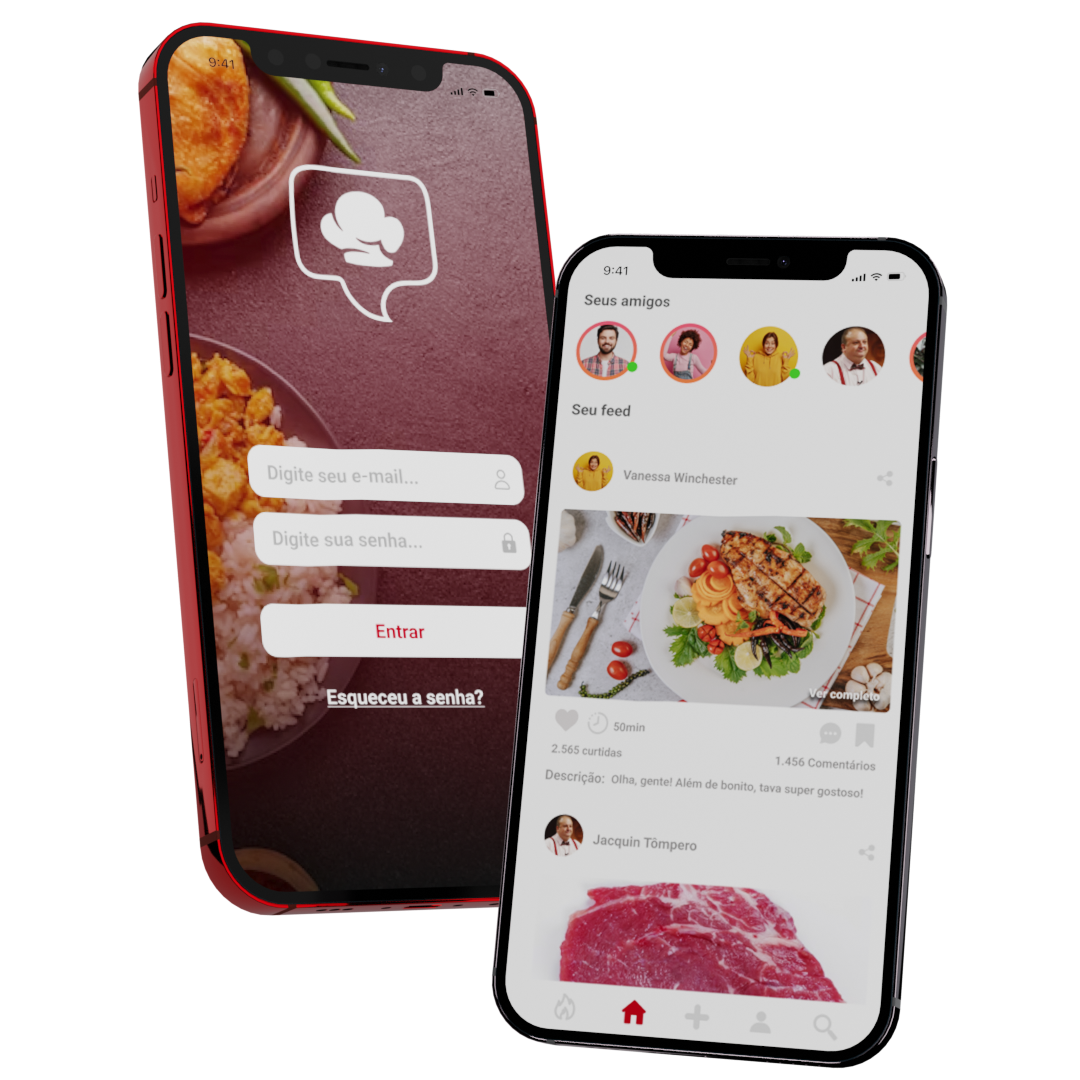 9:41
Digite seu e-mail...
Digite sua senha...
Entrar
Esqueceu a senha?
9:41
Seus amigos
Seu feed
Vanessa Winchester
Ver completo
50min
2.565 curtidas
1.456 Comentários
Descrição: Olha, gente! Além de bonito, tava super gostoso!
Jacquin Tômpero